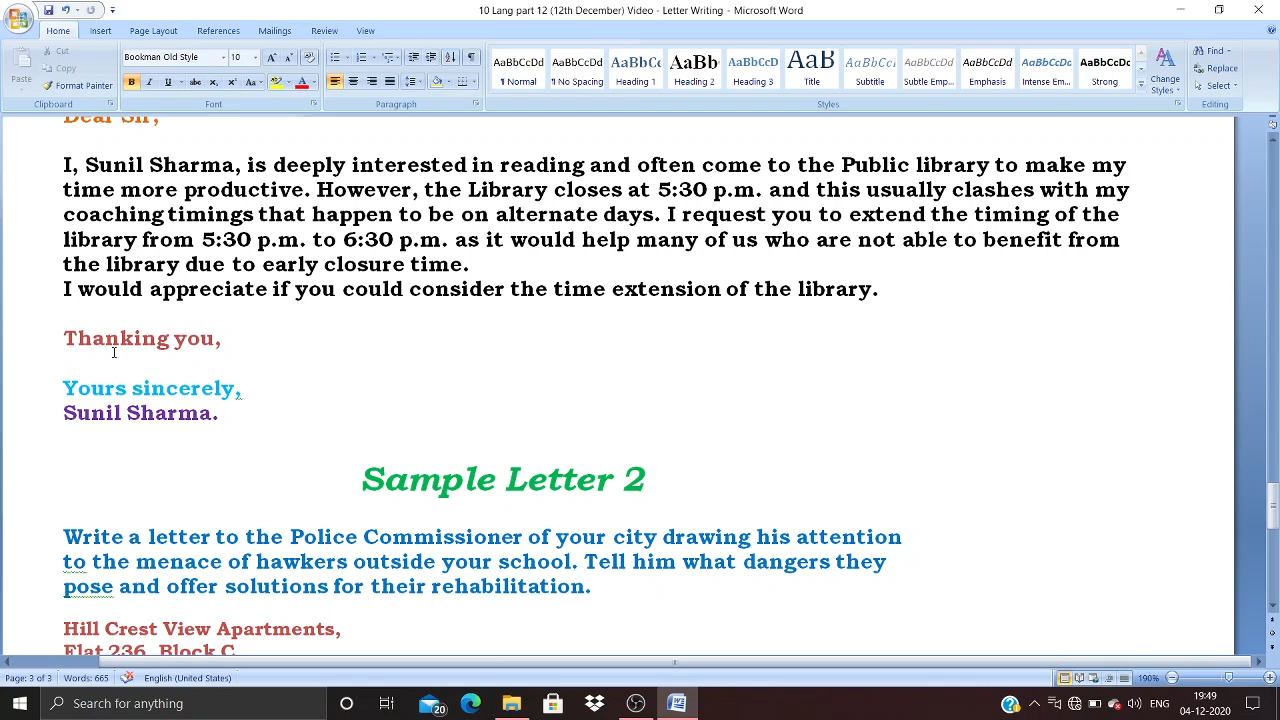 10 Lang part 12 (12th December) Video - Letter Writing - Microsoft Word
Home Insert Page Layout References Mailings Review View
Cut
Copy
Format Painter
Paste
Clipboard
Bookman Old Style 10
Font
Paragraph
AaBbCcDd AaBbCcDd AaBbCc AaBb AaBbCcD AaB AaBbCcI AaBbCcDd AaBbCcDd AaBbCcDd AaBbCcDd
¶ Normal ¶ No Spacing Heading 1 Heading 2 Heading 3 Title Subtitle Subtle Emp... Emphasis Intense Em... Strong
Change Styles
Styles
Find
Replace
Select
Editing
Dear Sir,
I, Sunil Sharma, is deeply interested in reading and often come to the Public library to make my
time more productive. However, the Library closes at 5:30 p.m. and this usually clashes with my
coaching timings that happen to be on alternate days. I request you to extend the timing of the
library from 5:30 p.m. to 6:30 p.m. as it would help many of us who are not able to benefit from
the library due to early closure time.
I would appreciate if you could consider the time extension of the library.
Thanking you,
Yours sincerely,
Sunil Sharma.
Sample Letter 2
Write a letter to the Police Commissioner of your city drawing his attention
to the menace of hawkers outside your school. Tell him what dangers they
pose and offer solutions for their rehabilitation.
Hill Crest View Apartments,
Flat 236, Block C
Page: 3 of 3 Words: 665 English (United States) 190%
Type: Search for anything
20
ENG
19:49
04-12-2020